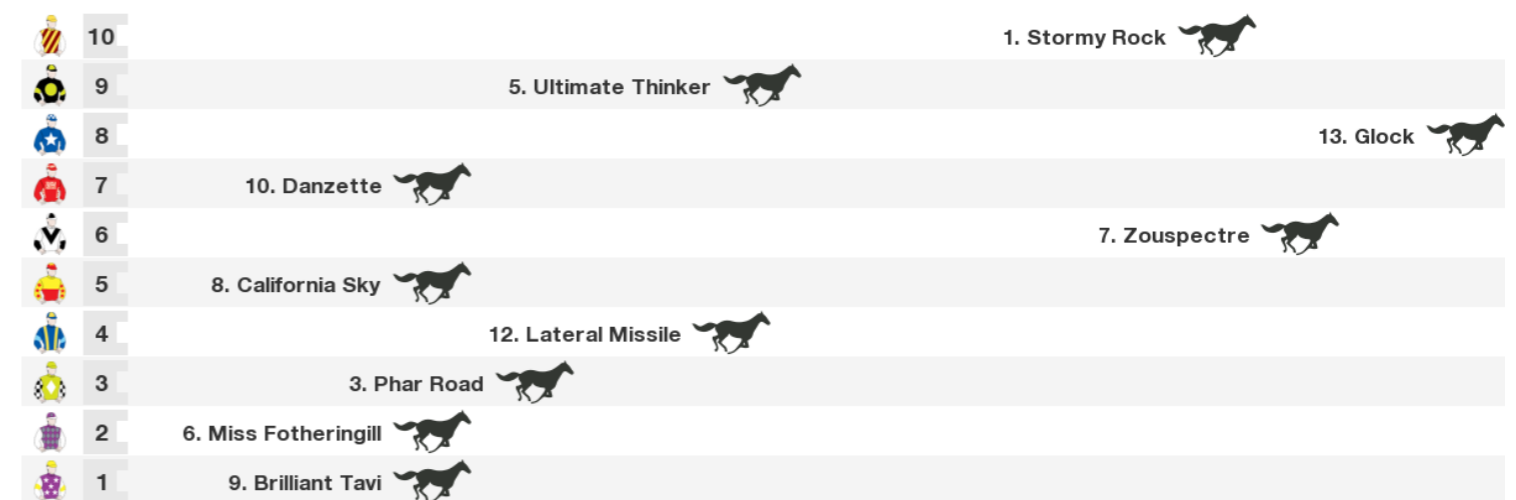 10 1. Stormy Rock
9 5. Ultimate Thinker
8 13. Glock
7 10. Danzette
6 7. Zouspectre
5 8. California Sky
4 12. Lateral Missile
3 3. Phar Road
2 6. Miss Fotheringill
1 9. Brilliant Tavi